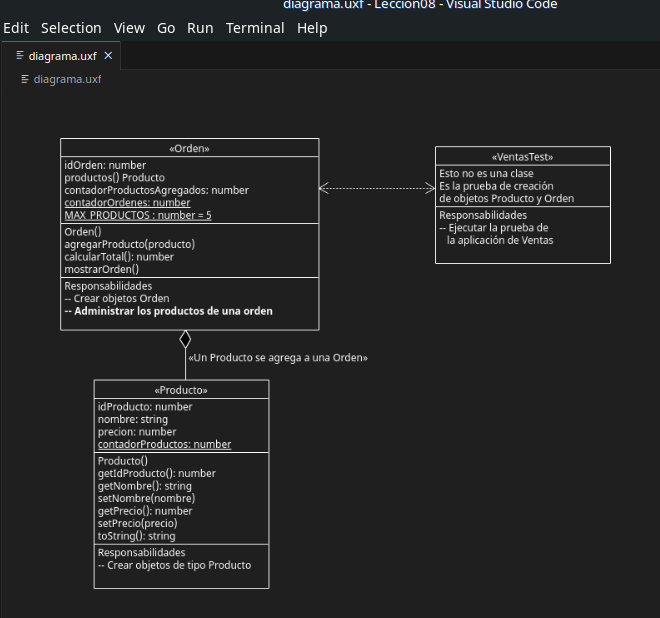 diagrama.uxf - Leccion08 - Visual Studio Code
Edit Selection View Go Run Terminal Help
diagrama.uxf
diagrama.uxf
«Orden»
idOrden: number
productos() Producto
contadorProductosAgregados: number
contadorOrdenes: number
MAX_PRODUCTOS : number = 5
Orden()
agregarProducto(producto)
calcularTotal(): number
mostrarOrden()
Responsabilidades
-- Crear objetos Orden
-- Administrar los productos de una orden
«VentasTest»
Esto no es una clase
Es la prueba de creación
de objetos Producto y Orden
Responsabilidades
-- Ejecutar la prueba de
la aplicación de Ventas
«Un Producto se agrega a una Orden»
«Producto»
idProducto: number
nombre: string
precion: number
contadorProductos: number
Producto()
getIdProducto(): number
getNombre(): string
setNombre(nombre)
getPrecio(): number
setPrecio(precio)
toString(): string
Responsabilidades
-- Crear objetos de tipo Producto